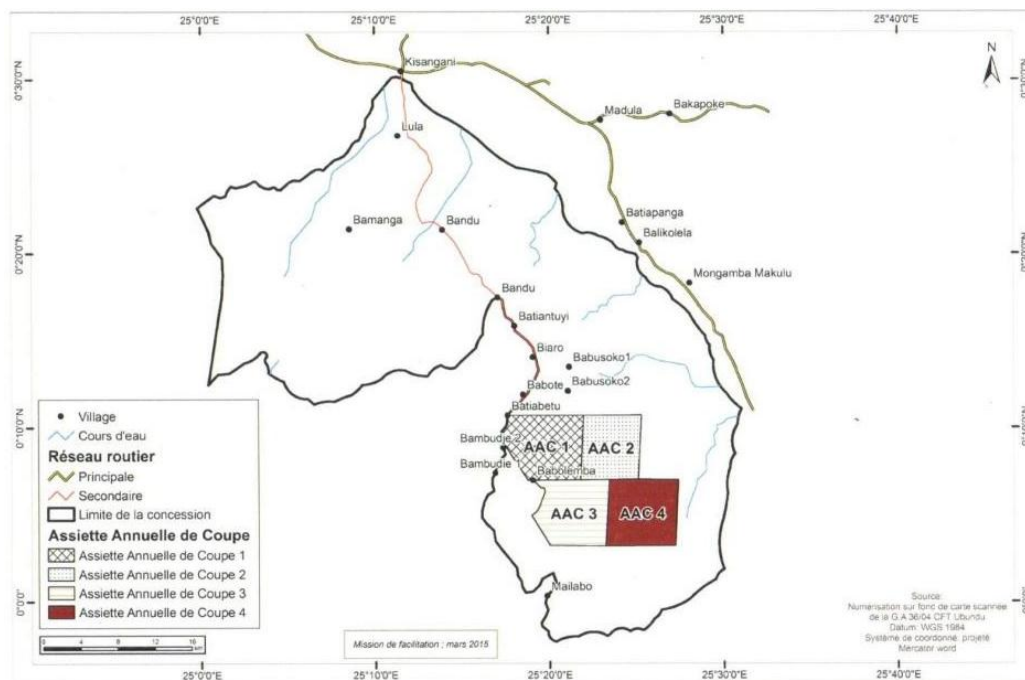 25°0'0"E 25°10'0"E 25°20'0"E 25°30'0"E 25°40'0"E
N
Kisangani
0°30'0"N
Madula
Bakapoke
Lula
Batiapanga
Bamanga
Bandu
Balikolela
0°20'0"N
Mongamba Makulu
Bandu
Batiantuyi
Biaro
Babusoko1
Babote
Babusoko2
Batiabetu
0°10'0"N
Bambudje 2
AAC 1
AAC 2
Bambudje 1
Babolemba
AAC 3
AAC 4
Mailabo
0°0'0"
Village
Cours d'eau
Réseau routier
Principale
Secondaire
Limite de la concession
Assiette Annuelle de Coupe
Assiette Annuelle de Coupe 1
Assiette Annuelle de Coupe 2
Assiette Annuelle de Coupe 3
Assiette Annuelle de Coupe 4
0 4 8 12 16
Mission de facilitation ; mars 2015
Source:
Numérisation sur fond de carte scannée
de la G.A 36/04 CFT Ubundu
Datum: WGS 1984
Système de coordonné, projeté
Mercator word
25°0'0"E 25°10'0"E 25°20'0"E 25°30'0"E 25°40'0"E